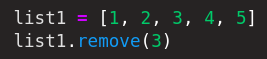 list1 = [1, 2, 3, 4, 5]
list1.remove(3)